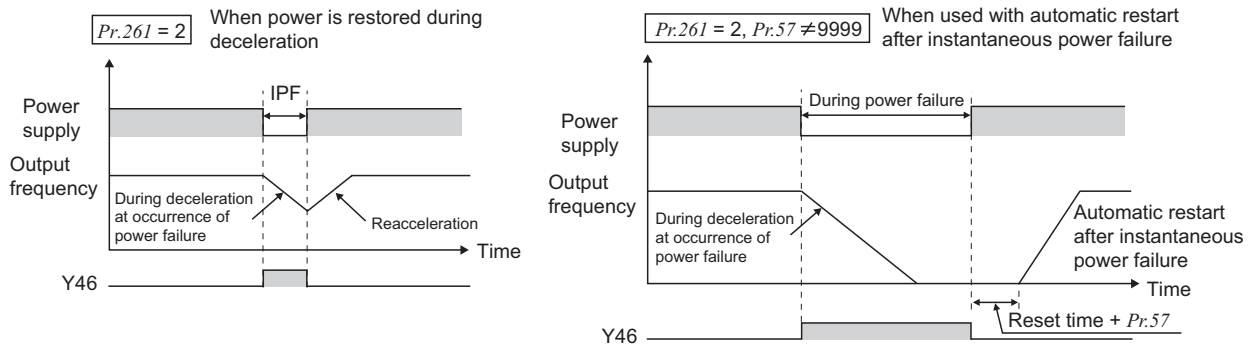 Pr.261 = 2
When power is restored during
deceleration
IPF
Power
supply
Output
frequency
During deceleration
at occurrence of
power failure
Reacceleration
Time
Y46
Pr.261 = 2, Pr.57 ≠9999
When used with automatic restart
after instantaneous power failure
During power failure
Power
supply
Output
frequency
During deceleration
at occurrence of
power failure
Automatic restart
after instantaneous
power failure
Time
Reset time + Pr.57
Y46